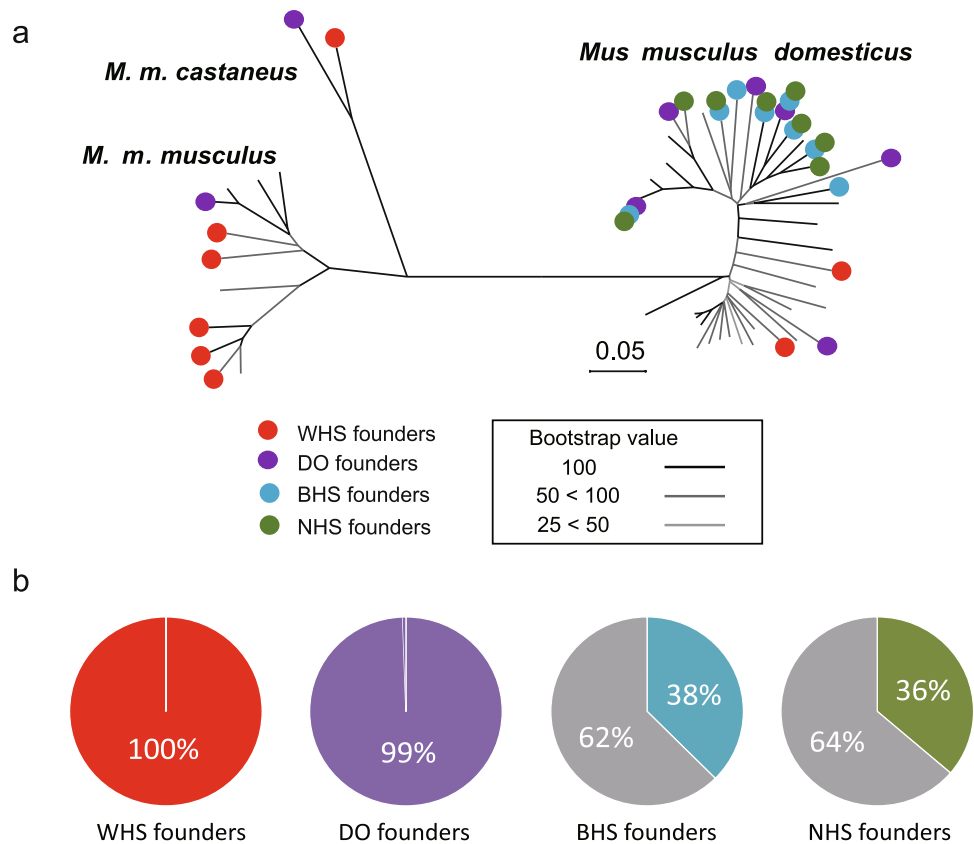 a
Mus musculus domesticus
M. m. castaneus
M. m. musculus
0.05
WHS founders
DO founders
BHS founders
NHS founders
Bootstrap value
100
50 < 100
25 < 50
b
100%
99%
38%
62%
36%
64%
WHS founders
DO founders
BHS founders
NHS founders